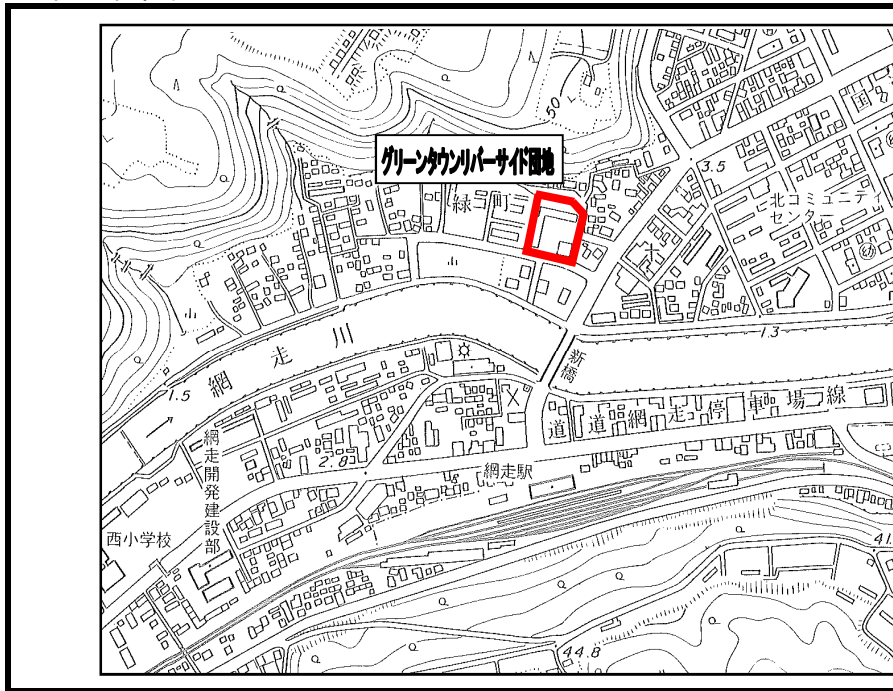 グリーンタウンリバーサイド団地
50
国
3.5
緑町
北コミュニティ
センター
幼
1.3
網走川
新橋
1.5
道道網走停車場線
網走開発建設部
2.8
網走駅
西小学校
41.
44.8